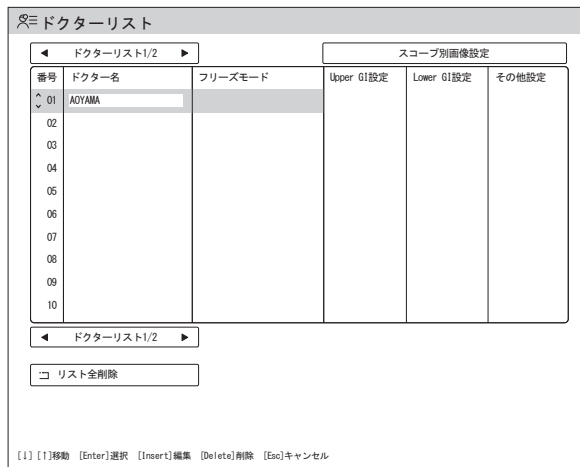 ドクターリスト
◀ ドクターリスト1/2 ▶ スコープ別画像設定
番号 ドクター名 フリーズモード Upper GI設定 Lower GI設定 その他設定
01 AOYAMA
02
03
04
05
06
07
08
09
10
◀ ドクターリスト1/2 ▶
リスト全削除
[↓][↑]移動 [Enter]選択 [Insert]編集 [Delete]削除 [Esc]キャンセル